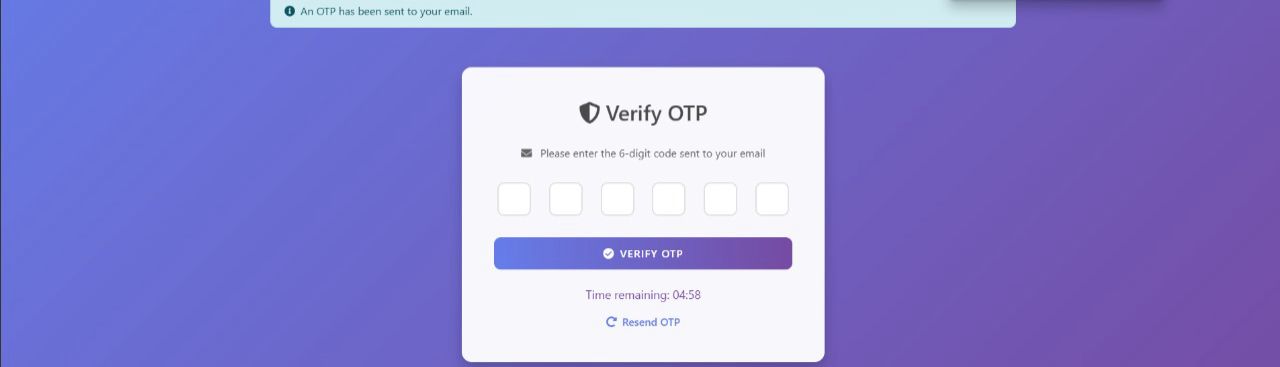 An OTP has been sent to your email.
Verify OTP
Please enter the 6-digit code sent to your email
VERIFY OTP
Time remaining: 04:58
Resend OTP